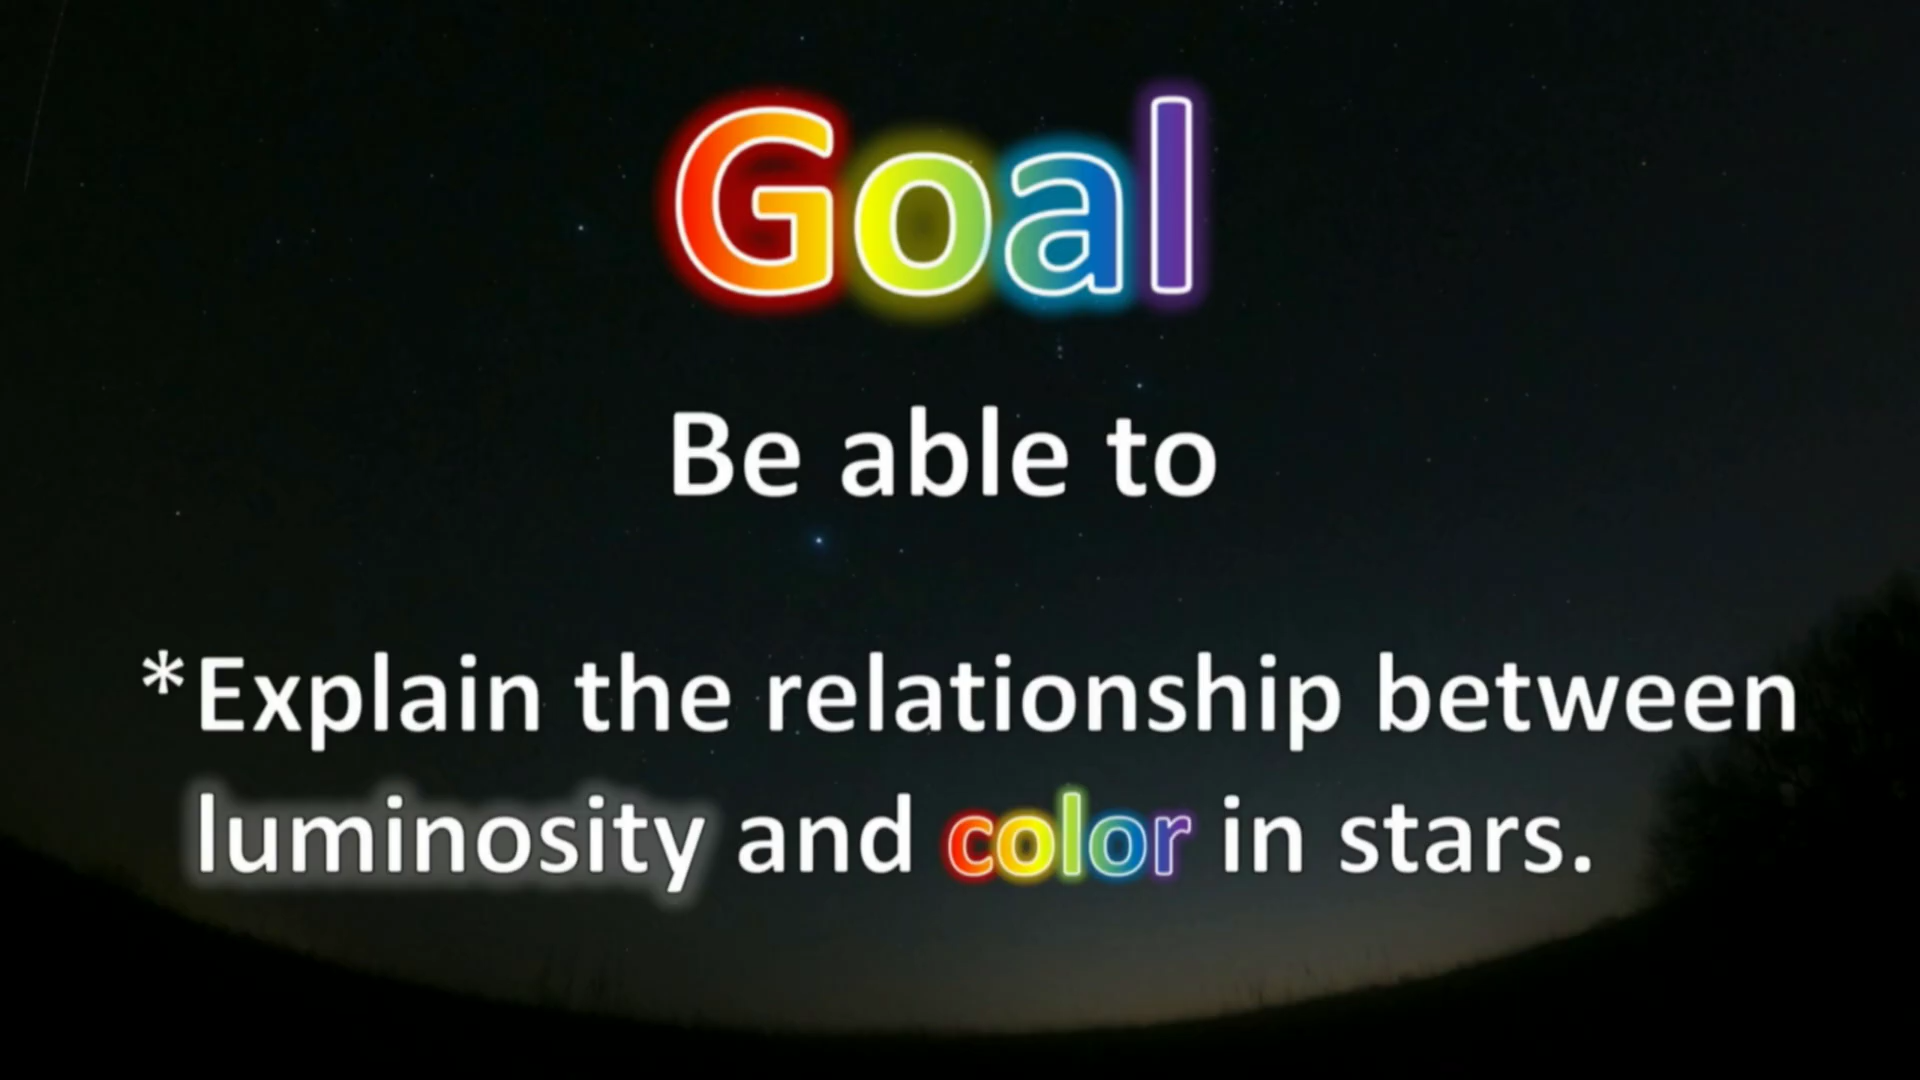 Goal
Be able to
*Explain the relationship between
luminosity and color in stars.